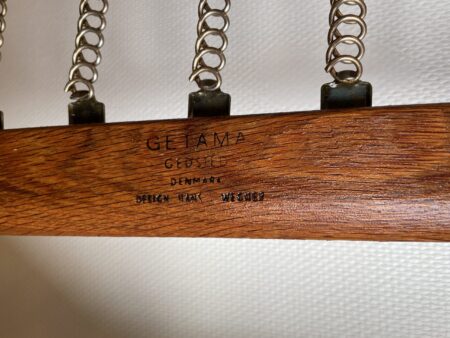 GETAMA
GEDSTED
DENMARK
DESIGN HANS WEGNER